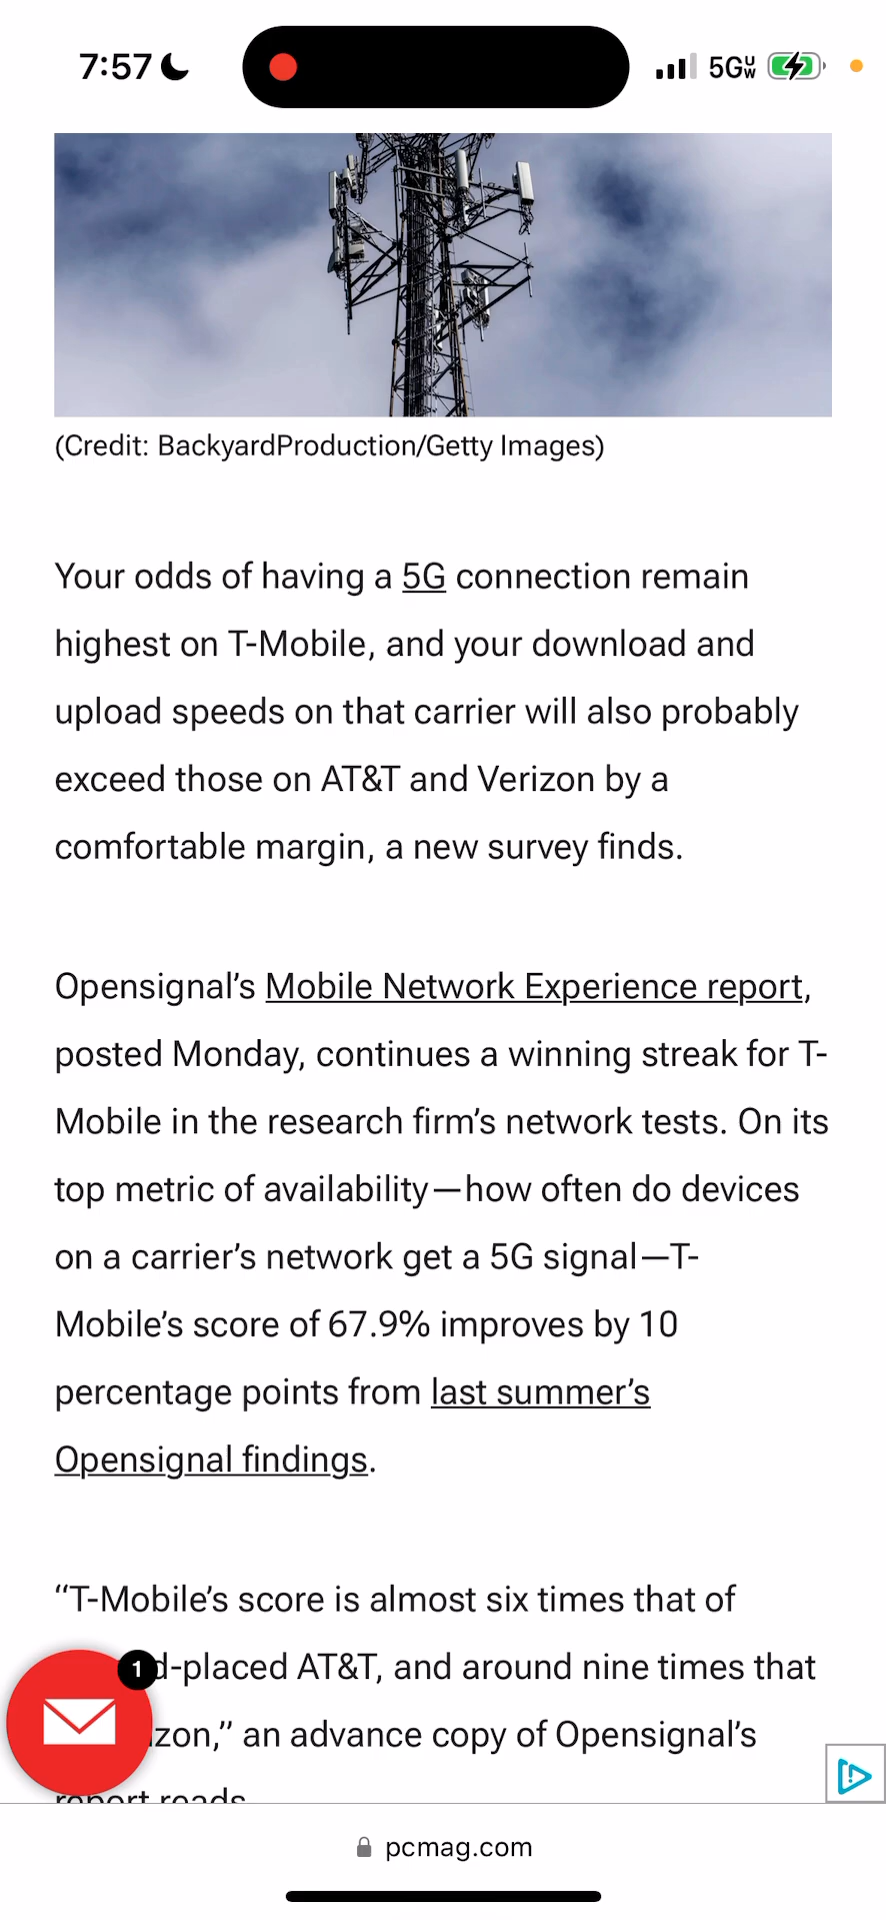 7:57
5GUW
(Credit: BackyardProduction/Getty Images)
Your odds of having a 5G connection remain
highest on T-Mobile, and your download and
upload speeds on that carrier will also probably
exceed those on AT&T and Verizon by a
comfortable margin, a new survey finds.
Opensignal’s Mobile Network Experience report,
posted Monday, continues a winning streak for T-
Mobile in the research firm’s network tests. On its
top metric of availability—how often do devices
on a carrier’s network get a 5G signal—T-
Mobile’s score of 67.9% improves by 10
percentage points from last summer’s
Opensignal findings.
“T-Mobile’s score is almost six times that of
1
d-placed AT&T, and around nine times that
zon,” an advance copy of Opensignal’s
report reads
pcmag.com